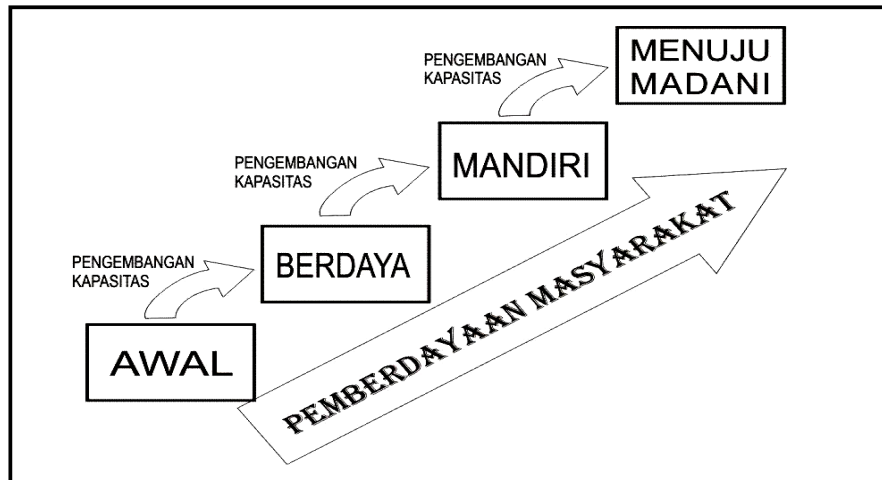 PENGEMBANGAN
KAPASITAS
MENUJU
MADANI
PENGEMBANGAN
KAPASITAS
MANDIRI
PENGEMBANGAN
KAPASITAS
BERDAYA
AWAL
PEMBERDAYAAN MASYARAKAT